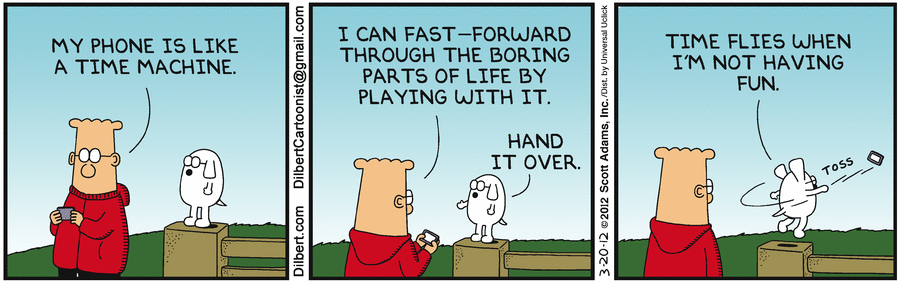 MY PHONE IS LIKE
A TIME MACHINE.
Dilbert.com DilbertCartoonist@gmail.com
I CAN FAST-FORWARD
THROUGH THE BORING
PARTS OF LIFE BY
PLAYING WITH IT.
HAND
IT OVER.
3-20-12 © 2012 Scott Adams, Inc. /Dist. by Universal Uclick
TIME FLIES WHEN
I'M NOT HAVING
FUN.
TOSS